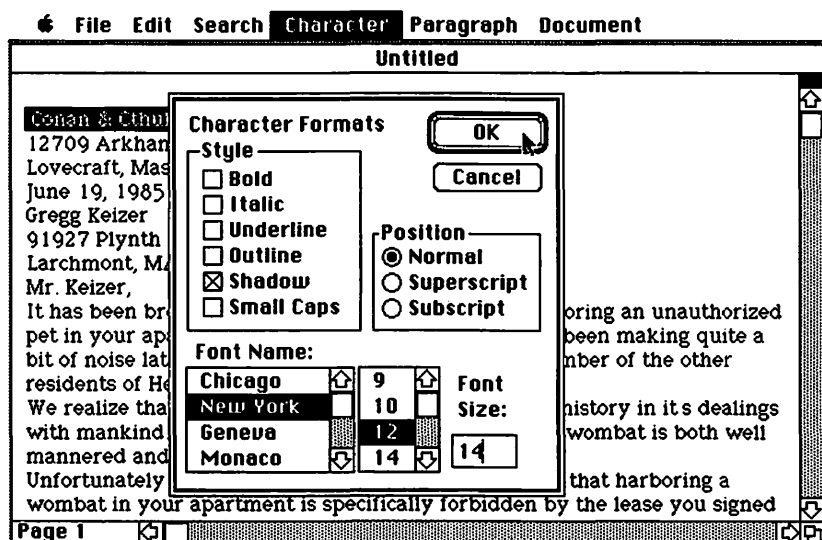 File Edit Search Character Paragraph Document
Untitled
Conan & Cthul
12709 Arkham
Lovecraft, Mas
June 19, 1985
Gregg Keizer
91927 Plynth
Larchmont, MA
Mr. Keizer,
It has been br
pet in your apa
bit of noise lat
residents of He
We realize tha
with mankind
mannered and
Unfortunately
wombat in your apartment is specifically forbidden by the lease you signed
Character Formats
OK
Cancel
Style
Bold
Italic
Underline
Outline
Shadow
Small Caps
Position
Normal
Superscript
Subscript
Font Name:
Chicago
New York
Geneva
Monaco
9
10
12
14
Font
Size:
14
oring an unauthorized
been making quite a
nber of the other
history in its dealings
wombat is both well
that harboring a
Page 1